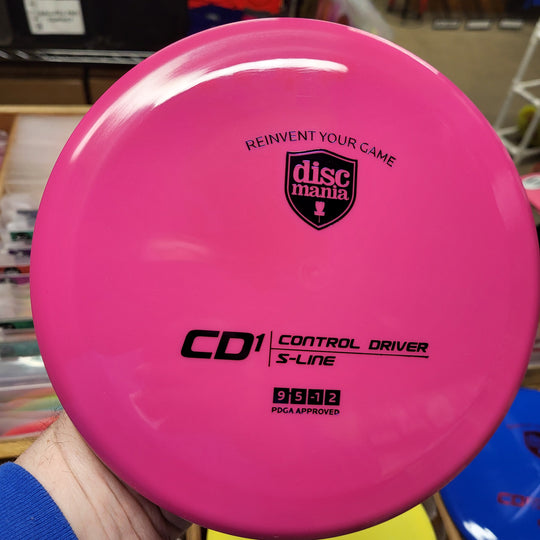 REINVENT YOUR GAME
disc
mania
CD1
CONTROL DRIVER
S-LINE
9 5 -1 2
PDGA APPROVED